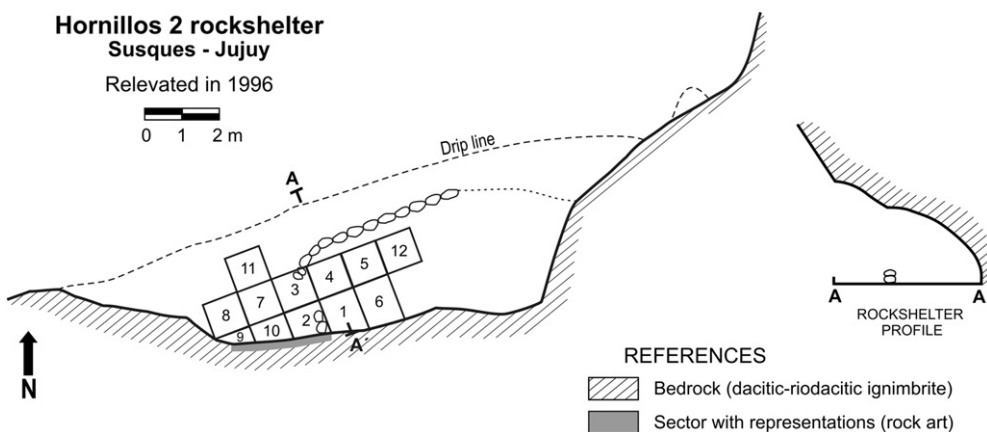 Hornillos 2 rockshelter
Susques - Jujuy
Relevated in 1996
0 1 2 m
Drip line
A
11
12
5
4
3
7
8
6
1
2
10
9
A´
N
A A
ROCKSHELTER
PROFILE
REFERENCES
Bedrock (dacitic-riodacitic ignimbrite)
Sector with representations (rock art)